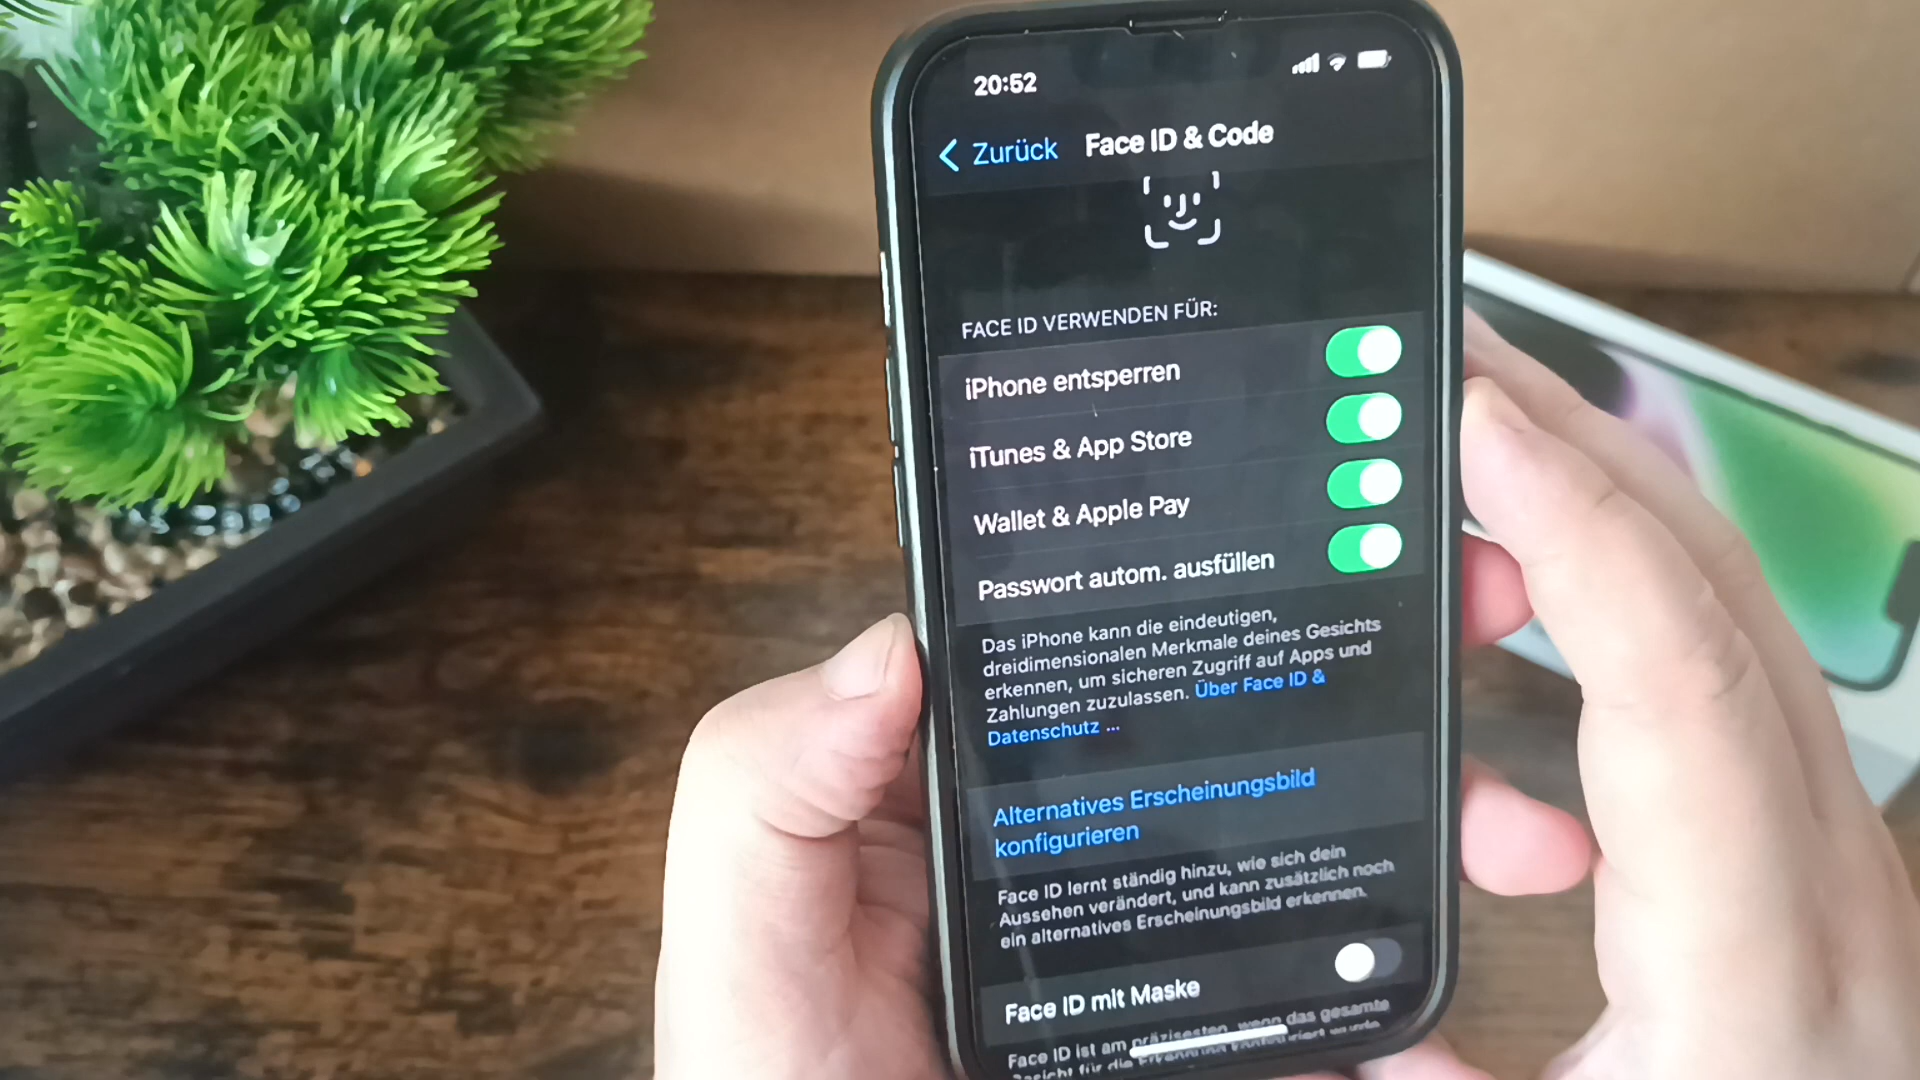 20:52
Zurück Face ID & Code
FACE ID VERWENDEN FÜR:
iPhone entsperren
iTunes & App Store
Wallet & Apple Pay
Passwort autom. ausfüllen
Das iPhone kann die eindeutigen,
dreidimensionalen Merkmale deines Gesichts
erkennen, um sicheren Zugriff auf Apps und
Zahlungen zuzulassen. Über Face ID &
Datenschutz ...
Alternatives Erscheinungsbild
konfigurieren
Face ID lernt ständig hinzu, wie sich dein
Aussehen verändert, und kann zusätzlich noch
ein alternatives Erscheinungsbild erkennen.
Face ID mit Maske
Face ID ist am präzisesten, wenn das gesamte
Gesicht für die